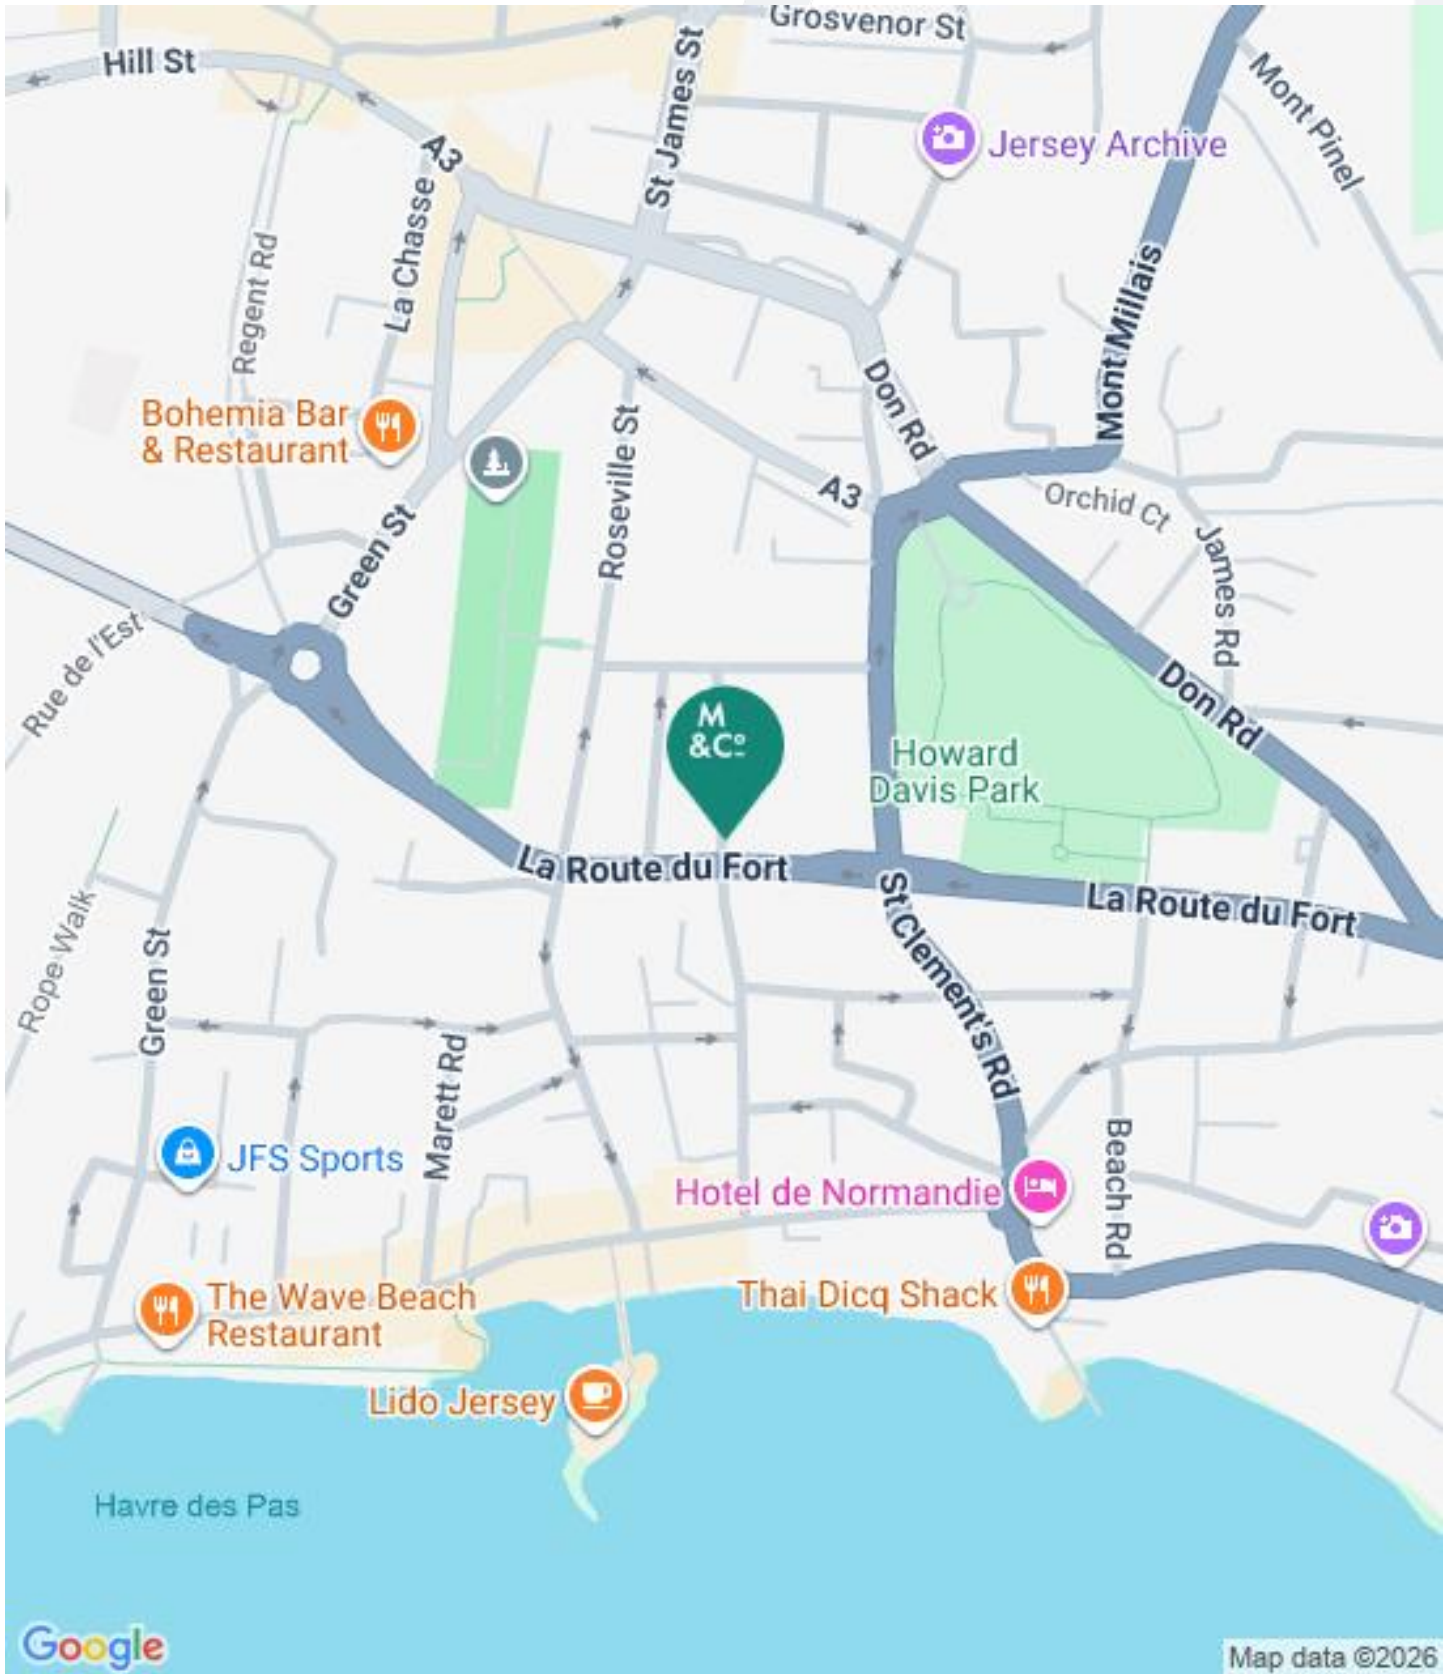 Grosvenor St
Hill St
St James St
Mont Pinel
A3
Jersey Archive
La Chasse
Regent Rd
Mont Millais
Don Rd
Bohemia Bar
& Restaurant
Roseville St
A3
Orchid Ct
Green St
James Rd
Rue de l'Est
Don Rd
M
&Cº
Howard
Davis Park
La Route du Fort
St Clement's Rd
La Route du Fort
Rope Walk
Green St
Marett Rd
JFS Sports
Beach Rd
Hotel de Normandie
The Wave Beach
Restaurant
Thai Dicq Shack
Lido Jersey
Havre des Pas
Google
Map data ©2026